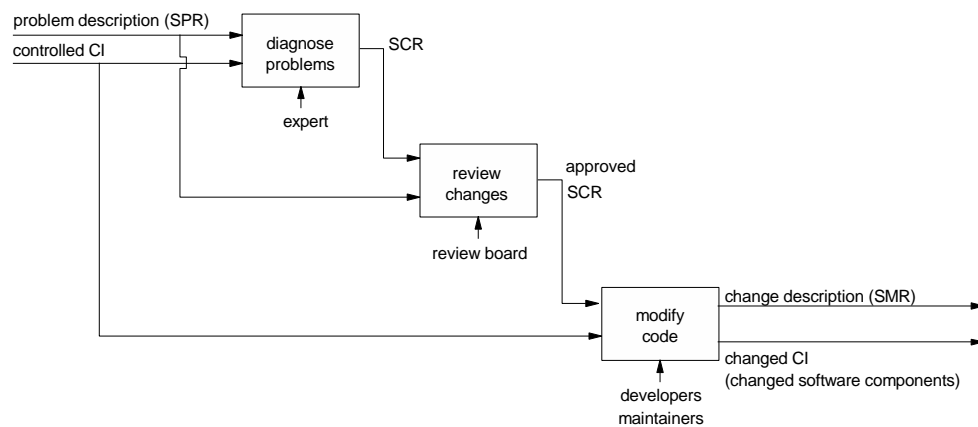 problem description (SPR)
controlled CI
diagnose
problems
SCR
expert
review
changes
approved
SCR
review board
modify
code
change description (SMR)
changed CI
(changed software components)
developers
maintainers